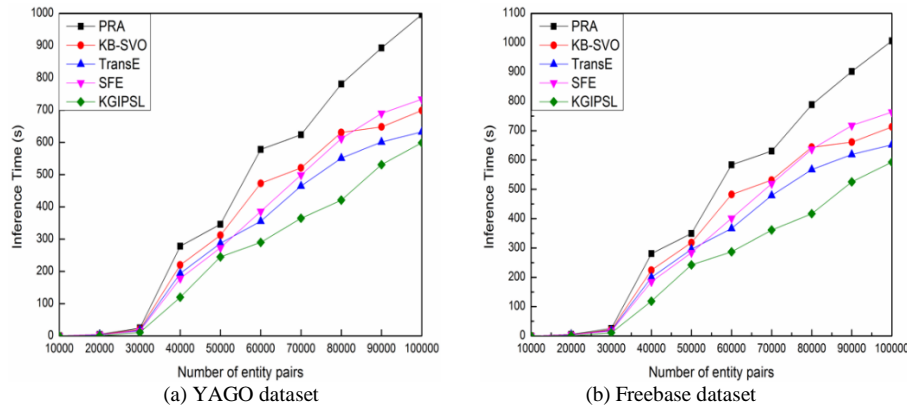 1000
900
800
700
600
500
400
300
200
100
0
Inference Time (s)
PRA
KB-SVO
TransE
SFE
KGIPSL
10000 20000 30000 40000 50000 60000 70000 80000 90000 100000
Number of entity pairs
(a) YAGO dataset
1100
1000
900
800
700
600
500
400
300
200
100
0
Inference Time (s)
PRA
KB-SVO
TransE
SFE
KGIPSL
10000 20000 30000 40000 50000 60000 70000 80000 90000 100000
Number of entity pairs
(b) Freebase dataset